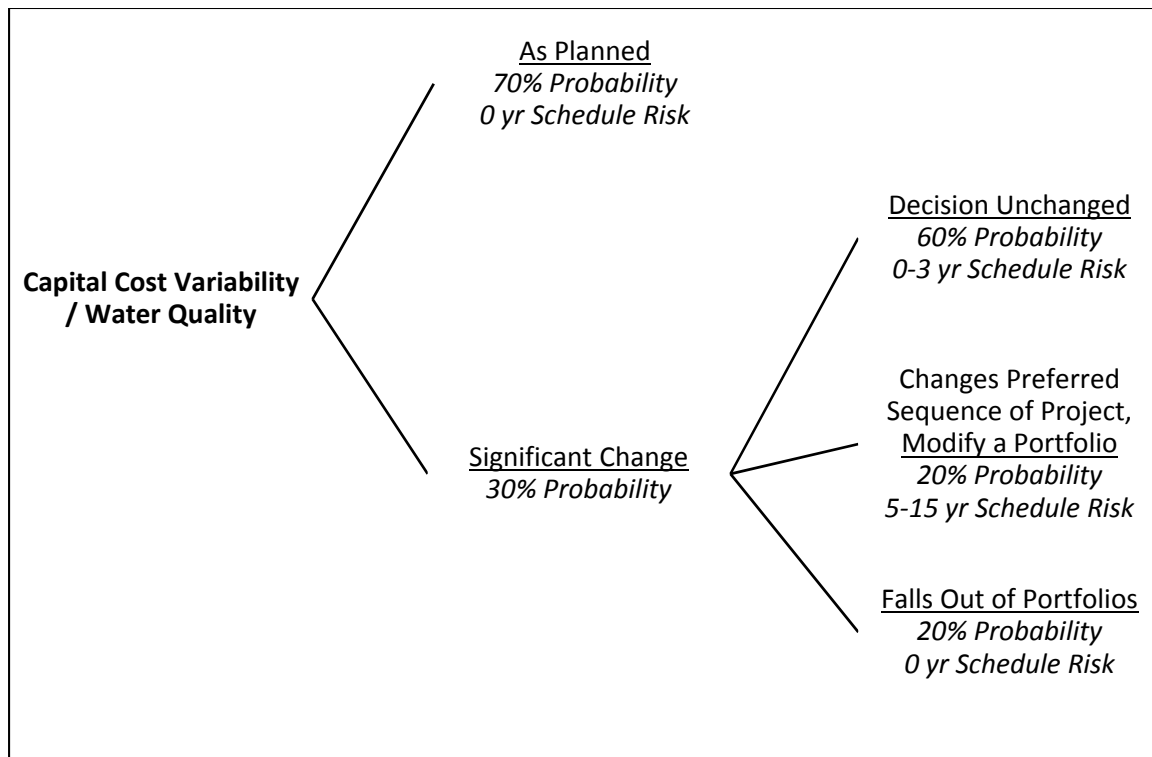 As Planned
70% Probability
0 yr Schedule Risk
Capital Cost Variability
/ Water Quality
Significant Change
30% Probability
Decision Unchanged
60% Probability
0-3 yr Schedule Risk
Changes Preferred
Sequence of Project,
Modify a Portfolio
20% Probability
5-15 yr Schedule Risk
Falls Out of Portfolios
20% Probability
0 yr Schedule Risk